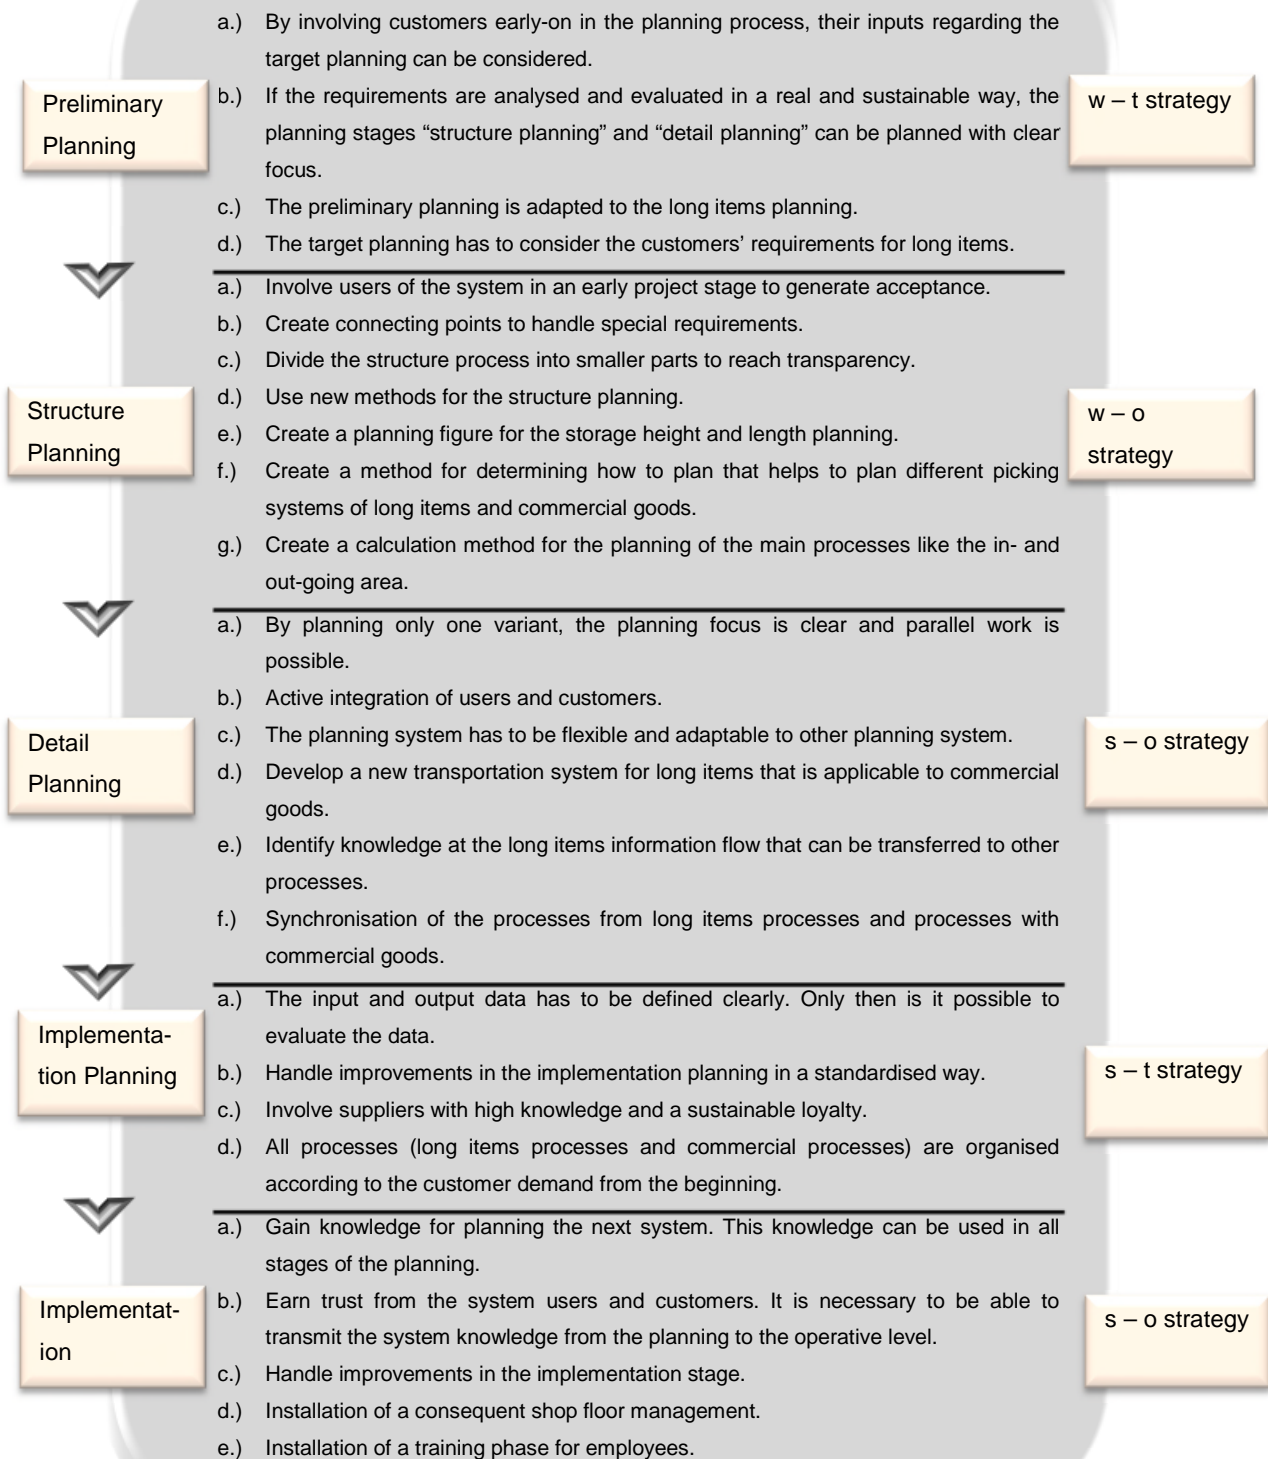 a.) By involving customers early-on in the planning process, their inputs regarding the
target planning can be considered.
Preliminary
Planning
b.) If the requirements are analysed and evaluated in a real and sustainable way, the
planning stages “structure planning” and “detail planning” can be planned with clear
focus.
c.) The preliminary planning is adapted to the long items planning.
d.) The target planning has to consider the customers’ requirements for long items.
w – t strategy
Structure
Planning
a.) Involve users of the system in an early project stage to generate acceptance.
b.) Create connecting points to handle special requirements.
c.) Divide the structure process into smaller parts to reach transparency.
d.) Use new methods for the structure planning.
e.) Create a planning figure for the storage height and length planning.
f.) Create a method for determining how to plan that helps to plan different picking
systems of long items and commercial goods.
g.) Create a calculation method for the planning of the main processes like the in- and
out-going area.
w – o
strategy
Detail
Planning
a.) By planning only one variant, the planning focus is clear and parallel work is
possible.
b.) Active integration of users and customers.
c.) The planning system has to be flexible and adaptable to other planning system.
d.) Develop a new transportation system for long items that is applicable to commercial
goods.
e.) Identify knowledge at the long items information flow that can be transferred to other
processes.
f.) Synchronisation of the processes from long items processes and processes with
commercial goods.
s – o strategy
Implementa-
tion Planning
a.) The input and output data has to be defined clearly. Only then is it possible to
evaluate the data.
b.) Handle improvements in the implementation planning in a standardised way.
c.) Involve suppliers with high knowledge and a sustainable loyalty.
d.) All processes (long items processes and commercial processes) are organised
according to the customer demand from the beginning.
s – t strategy
Implementat-
ion
a.) Gain knowledge for planning the next system. This knowledge can be used in all
stages of the planning.
b.) Earn trust from the system users and customers. It is necessary to be able to
transmit the system knowledge from the planning to the operative level.
c.) Handle improvements in the implementation stage.
d.) Installation of a consequent shop floor management.
e.) Installation of a training phase for employees.
s – o strategy